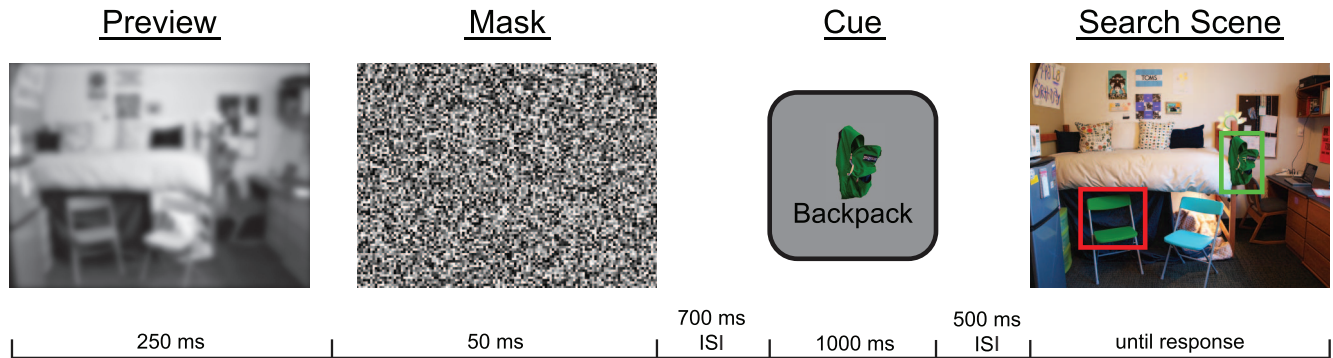 Preview
Mask
Cue
Search Scene
Backpack
TOMS
250 ms
50 ms
700 ms
ISI
1000 ms
500 ms
ISI
until response